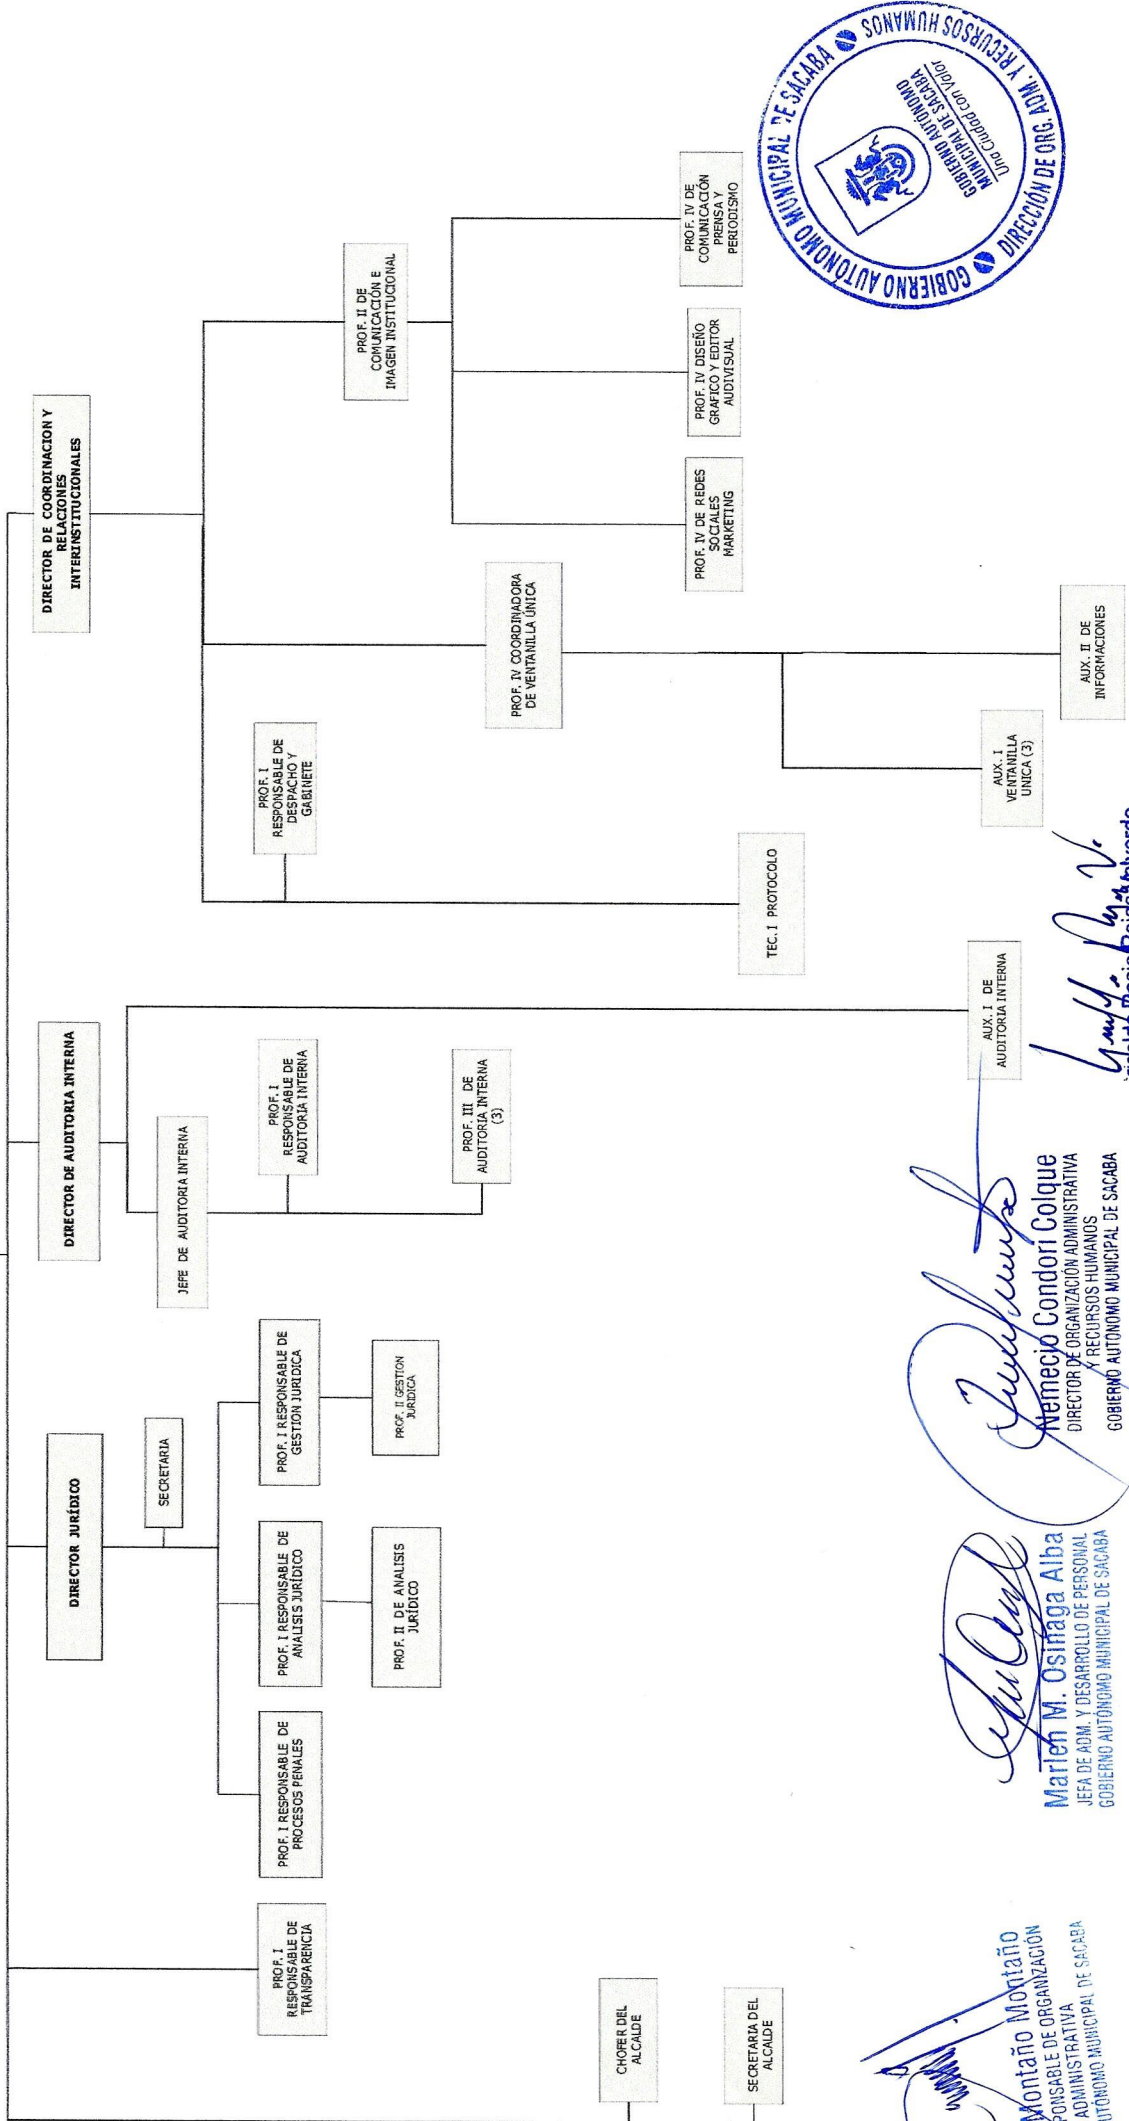 DIRECTOR DE COORDINACION Y
RELACIONES
INTERINSTITUCIONALES
DIRECTOR DE AUDITORIA INTERNA
DIRECTOR JURÍDICO
SECRETARIA
JEFE DE AUDITORIA INTERNA
PROF. I
RESPONSABLE DE
TRANSPARENCIA
PROF. I RESPONSABLE DE
PROCESOS PENALES
PROF. I RESPONSABLE DE
ANALISIS JURÍDICO
PROF. I RESPONSABLE DE
GESTION JURIDICA
PROF. II DE ANALISIS
JURÍDICO
PROF. II GESTION
JURIDICA
PROF. I
RESPONSABLE DE
AUDITORIA INTERNA
PROF. III DE
AUDITORIA INTERNA
(3)
AUX. I DE
AUDITORIA INTERNA
PROF. I
RESPONSABLE DE
DESPACHO Y
GABINETE
TEC. I PROTOCOLO
PROF. IV COORDINADORA
DE VENTANILLA ÚNICA
AUX. I
VENTANILLA
UNICA (3)
AUX. II DE
INFORMACIONES
PROF. II DE
COMUNICACIÓN E
IMAGEN INSTITUCIONAL
PROF. IV DE REDES
SOCIALES
MARKETING
PROF. IV DISEÑO
GRAFICO Y EDITOR
AUDIVISUAL
PROF. IV DE
COMUNICACIÓN
PRENSA Y
PERIODISMO
CHOFER DEL
ALCALDE
SECRETARIA DEL
ALCALDE
Montaño Montaño
PONSABLE DE ORGANIZACIÓN
ADMINISTRATIVA
UTÓNOMO MUNICIPAL DE SACABA
Marlen M. Osinaga Alba
JEFA DE ADM. Y DESARROLLO DE PERSONAL
GOBIERNO AUTÓNOMO MUNICIPAL DE SACABA
Nemecio Condori Colque
DIRECTOR DE ORGANIZACIÓN ADMINISTRATIVA
Y RECURSOS HUMANOS
GOBIERNO AUTÓNOMO MUNICIPAL DE SACABA
GOBIERNO AUTÓNOMO MUNICIPAL DE SACABA
DIRECCIÓN DE ORG. ADM. Y RECURSOS HUMANOS
GOBIERNO AUTÓNOMO
MUNICIPAL DE SACABA
Una Ciudad con Valor